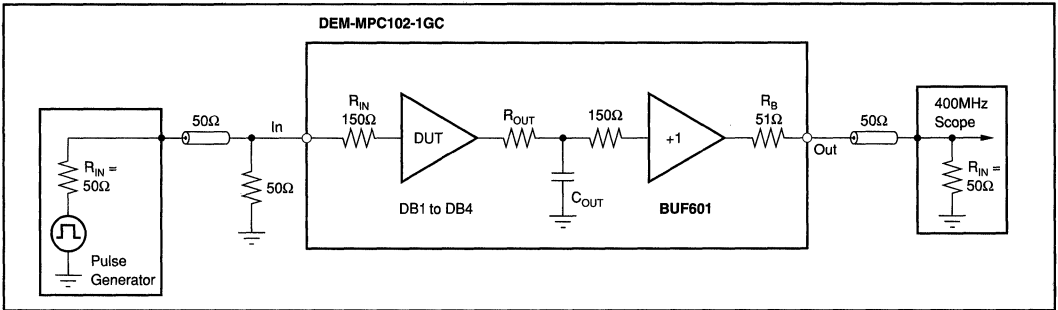 DEM-MPC102-1GC
R_IN =
50Ω
Pulse
Generator
50Ω
In
50Ω
R_IN
150Ω
DUT
DB1 to DB4
R_OUT
C_OUT
150Ω
+1
BUF601
R_B
51Ω
Out
50Ω
400MHz
Scope
R_IN =
50Ω